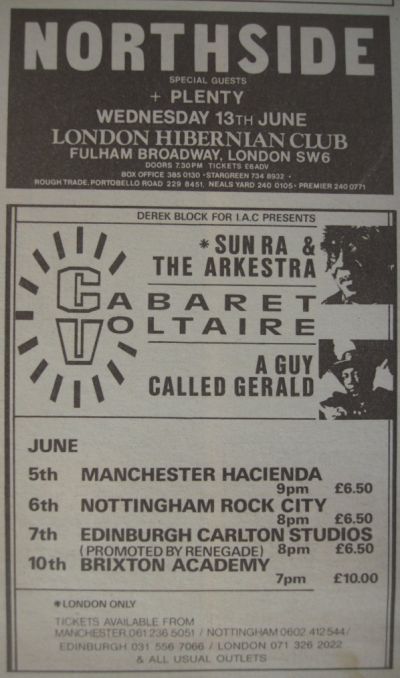 NORTHSIDE
SPECIAL GUESTS
+ PLENTY
WEDNESDAY 13TH JUNE
LONDON HIBERNIAN CLUB
FULHAM BROADWAY, LONDON SW6
DOORS 7.30PM TICKETS £6ADV
BOX OFFICE 385 0130 · STARGREEN 734 8932 ·
ROUGH TRADE, PORTOBELLO ROAD 229 8451, NEALS YARD 240 0105 · PREMIER 240 0771
DEREK BLOCK FOR I.A.C PRESENTS
*SUN RA &
THE ARKESTRA
CABARET
VOLTAIRE
A GUY
CALLED GERALD
JUNE
5th MANCHESTER HACIENDA
9pm £6.50
6th NOTTINGHAM ROCK CITY
8pm £6.50
7th EDINBURGH CARLTON STUDIOS
(PROMOTED BY RENEGADE) 8pm £6.50
10th BRIXTON ACADEMY
7pm £10.00
*LONDON ONLY
TICKETS AVAILABLE FROM
MANCHESTER 061 236 5051 / NOTTINGHAM 0602 412544/
EDINBURGH 031 556 7066 / LONDON 071 326 2022
& ALL USUAL OUTLETS